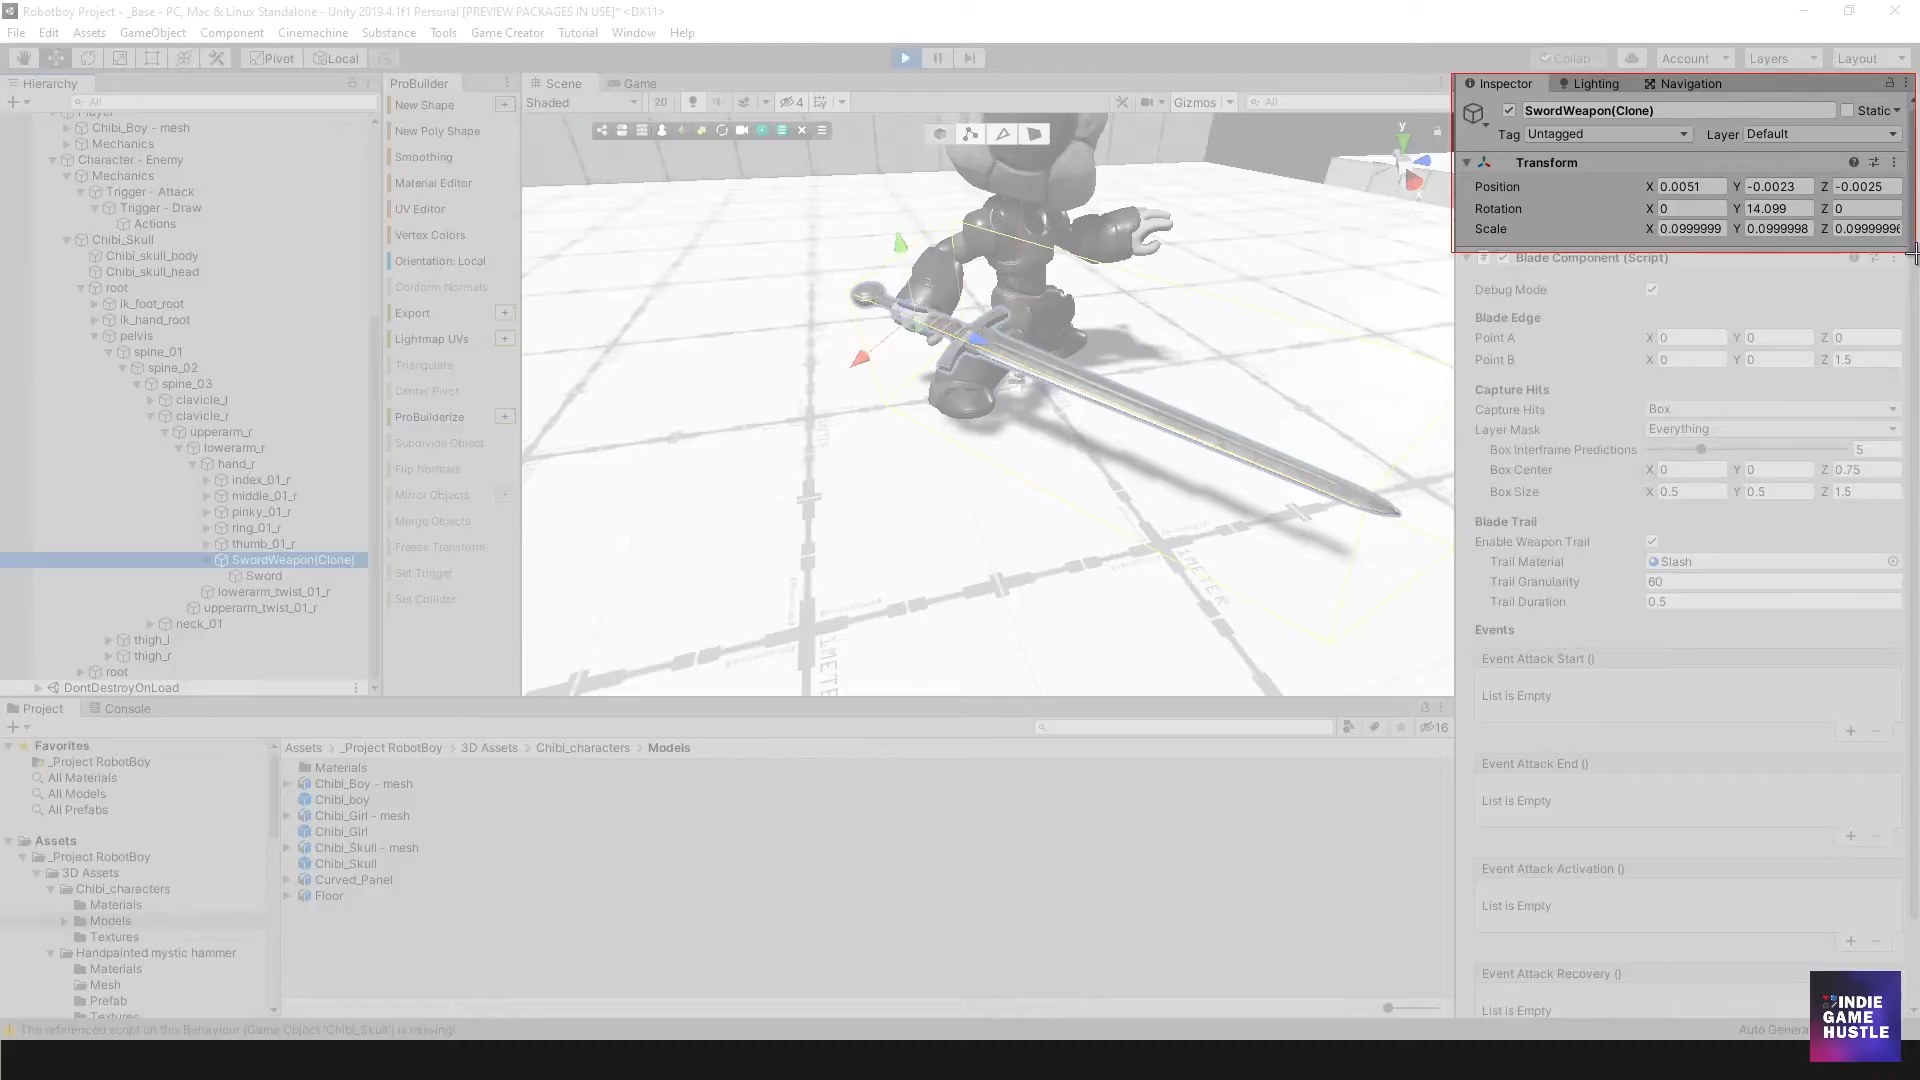 Robotboy Project - _Base - PC, Mac & Linux Standalone - Unity 2019.4.1f1 Personal [PREVIEW PACKAGES IN USE]* <DX11>
File Edit Assets GameObject Component Cinemachine Substance Tools Game Creator Tutorial Window Help
Pivot Local Collab Account Layers Layout
Hierarchy
All
Player
Chibi_Boy - mesh
Mechanics
Character - Enemy
Mechanics
Trigger - Attack
Trigger - Draw
Actions
Chibi_Skull
Chibi_skull_body
Chibi_skull_head
root
ik_foot_root
ik_hand_root
pelvis
spine_01
spine_02
spine_03
clavicle_l
clavicle_r
upperarm_r
lowerarm_r
hand_r
index_01_r
middle_01_r
pinky_01_r
ring_01_r
thumb_01_r
SwordWeapon(Clone)
Sword
lowerarm_twist_01_r
upperarm_twist_01_r
neck_01
thigh_l
thigh_r
root
DontDestroyOnLoad
ProBuilder
New Shape
New Poly Shape
Smoothing
Material Editor
UV Editor
Vertex Colors
Orientation: Local
Conform Normals
Export
Lightmap UVs
Triangulate
Center Pivot
ProBuilderize
Subdivide Object
Flip Normals
Mirror Objects
Merge Objects
Freeze Transform
Set Trigger
Set Collider
Scene Game
Shaded 2D 4 Gizmos All
y
1METER
METER
Inspector Lighting Navigation
SwordWeapon(Clone) Static
Tag Untagged Layer Default
Transform
Position X 0.0051 Y -0.0023 Z -0.0025
Rotation X 0 Y 14.099 Z 0
Scale X 0.0999999 Y 0.0999998 Z 0.09999996
Blade Component (Script)
Debug Mode
Blade Edge
Point A X 0 Y 0 Z 0
Point B X 0 Y 0 Z 1.5
Capture Hits
Capture Hits Box
Layer Mask Everything
Box Interframe Predictions 5
Box Center X 0 Y 0 Z 0.75
Box Size X 0.5 Y 0.5 Z 1.5
Blade Trail
Enable Weapon Trail
Trail Material Slash
Trail Granularity 60
Trail Duration 0.5
Events
Event Attack Start ()
List is Empty
Event Attack End ()
List is Empty
Event Attack Activation ()
List is Empty
Event Attack Recovery ()
List is Empty
Project Console
16
Favorites
_Project RobotBoy
All Materials
All Models
All Prefabs
Assets
_Project RobotBoy
3D Assets
Chibi_characters
Materials
Models
Textures
Handpainted mystic hammer
Materials
Mesh
Prefab
Textures
Assets > _Project RobotBoy > 3D Assets > Chibi_characters > Models
Materials
Chibi_Boy - mesh
Chibi_boy
Chibi_Girl - mesh
Chibi_Girl
Chibi_Skull - mesh
Chibi_Skull
Curved_Panel
Floor
The referenced script on this Behaviour (Game Object 'Chibi_Skull') is missing!
Auto Genera
INDIE
GAME
HUSTLE